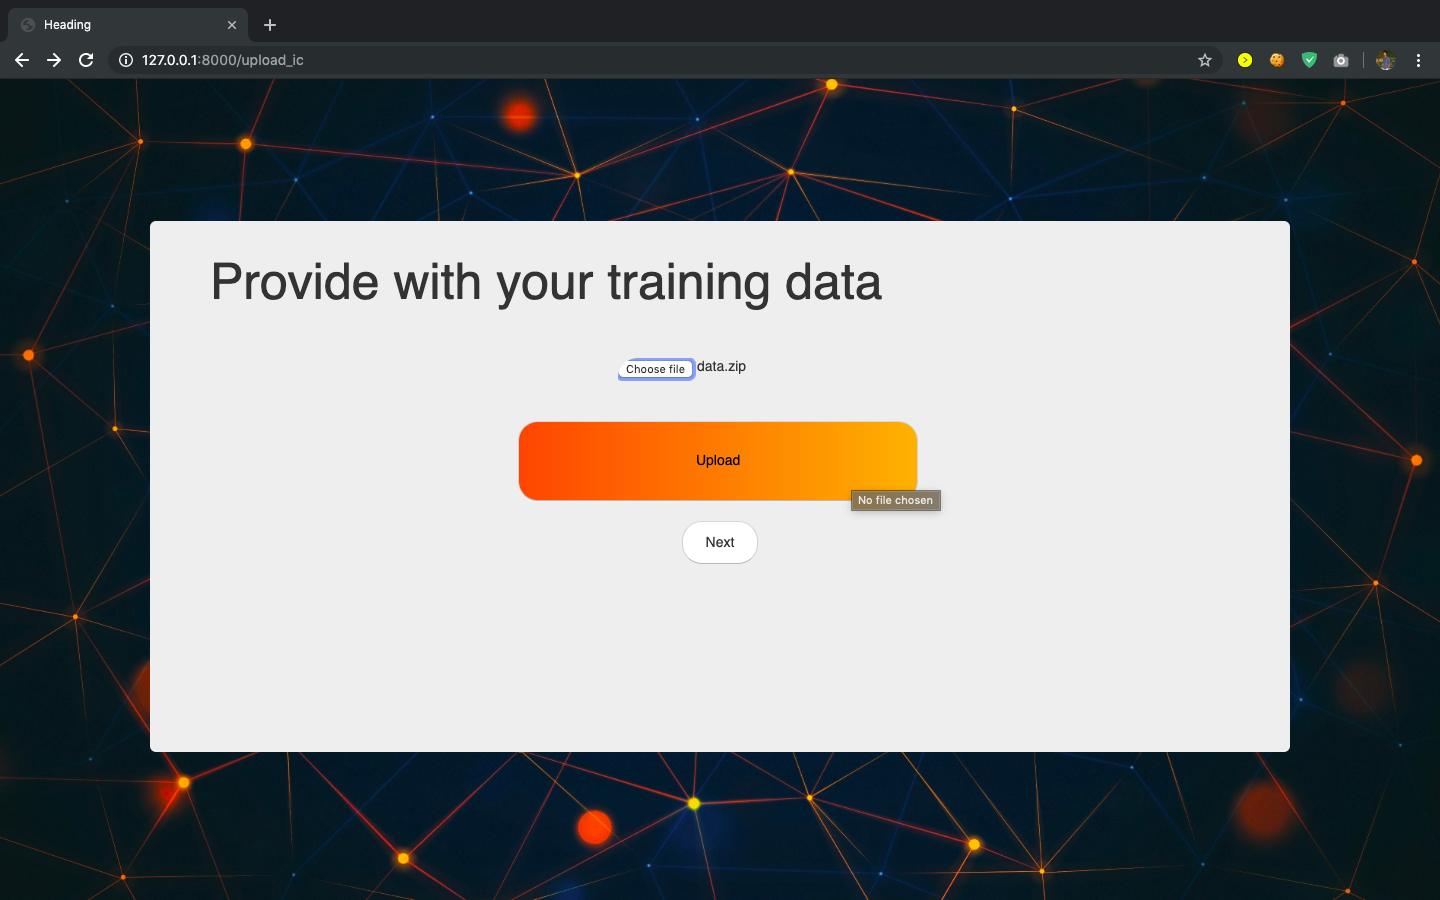 Heading
127.0.0.1:8000/upload_ic
Provide with your training data
Choose file data.zip
Upload
No file chosen
Next